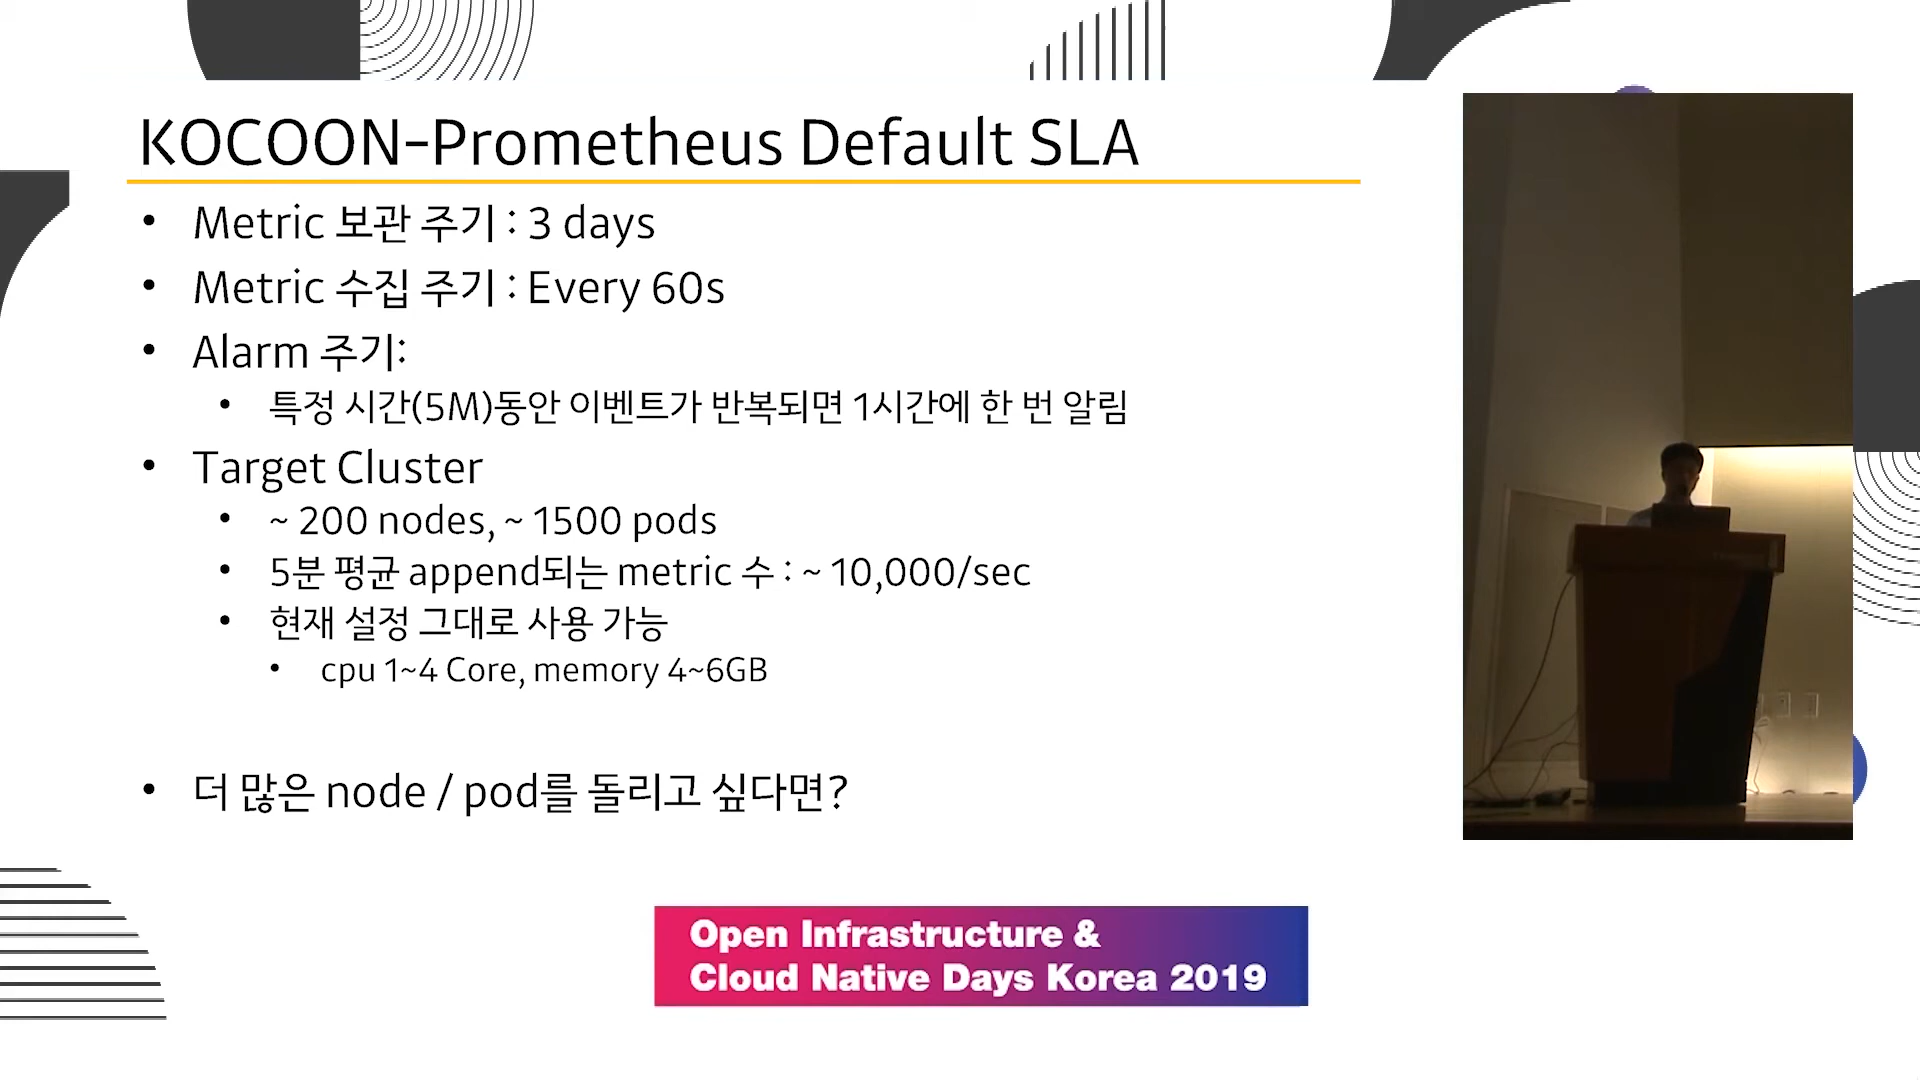 KOCOON-Prometheus Default SLA
• Metric 보관 주기 : 3 days
• Metric 수집 주기 : Every 60s
• Alarm 주기:
• 특정 시간(5M)동안 이벤트가 반복되면 1시간에 한 번 알림
• Target Cluster
• ~ 200 nodes, ~ 1500 pods
• 5분 평균 append되는 metric 수 : ~ 10,000/sec
• 현재 설정 그대로 사용 가능
• cpu 1~4 Core, memory 4~6GB
• 더 많은 node / pod를 돌리고 싶다면?
Open Infrastructure &
Cloud Native Days Korea 2019